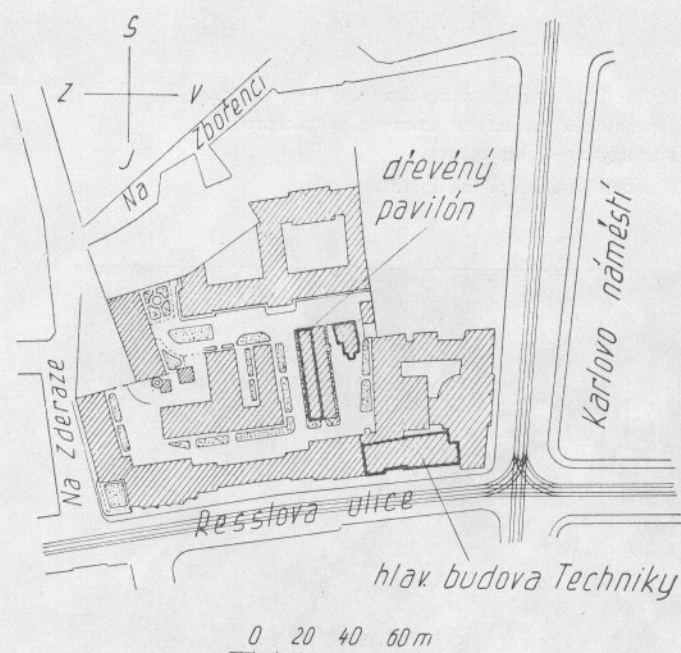 S
Z V
J
Na Zbořenci
dřevěný
pavilón
Karlovo náměstí
Na Zderaze
Resslova ulice
hlav. budova Techniky
0 20 40 60 m